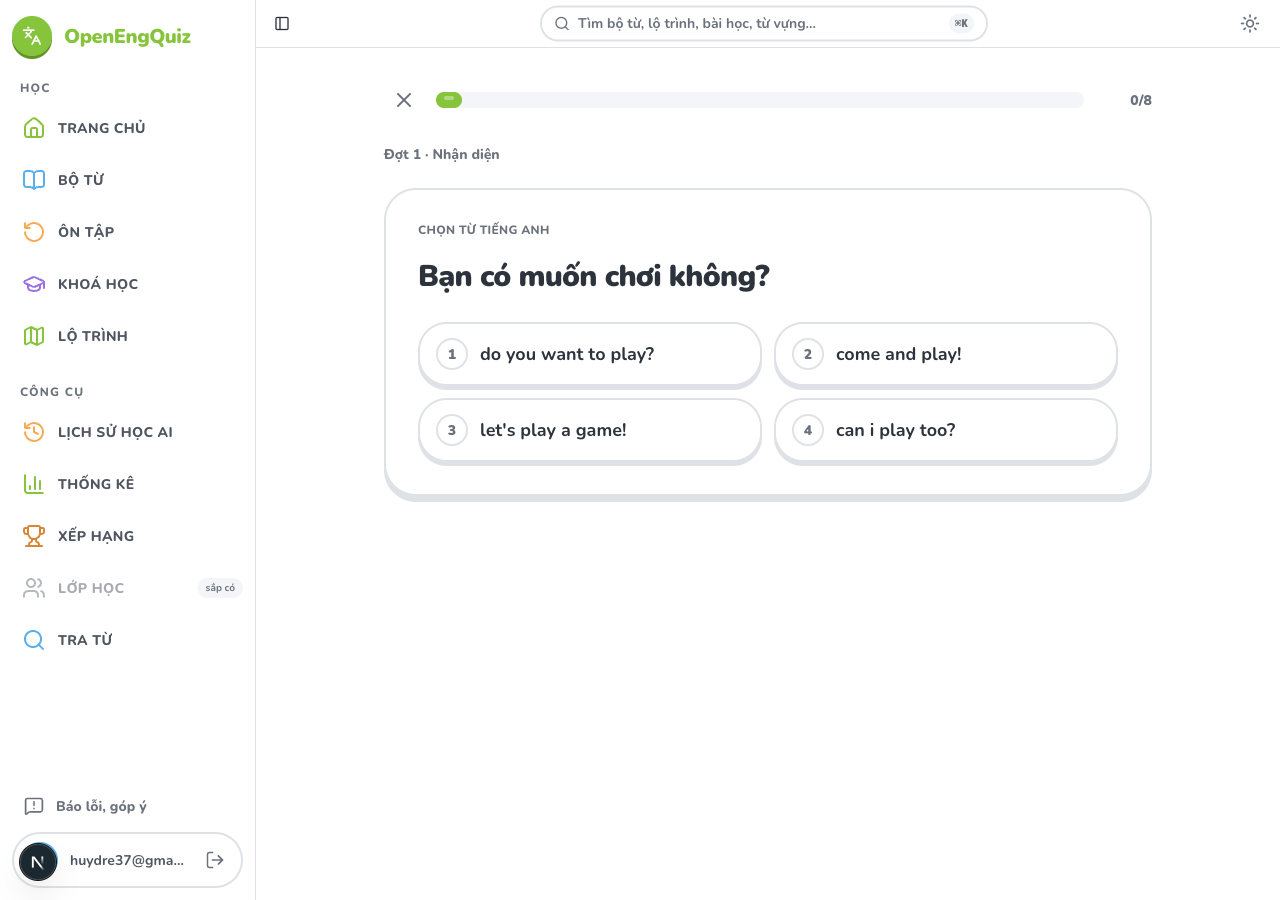 OpenEngQuiz
Tìm bộ từ, lộ trình, bài học, từ vựng...
⌘K
HỌC
TRANG CHỦ
BỘ TỪ
ÔN TẬP
KHOÁ HỌC
LỘ TRÌNH
CÔNG CỤ
LỊCH SỬ HỌC AI
THỐNG KÊ
XẾP HẠNG
LỚP HỌC
sắp có
TRA TỪ
Báo lỗi, góp ý
N
huydre37@gma...
0/8
Đợt 1 · Nhận diện
CHỌN TỪ TIẾNG ANH
Bạn có muốn chơi không?
1 do you want to play?
2 come and play!
3 let's play a game!
4 can i play too?